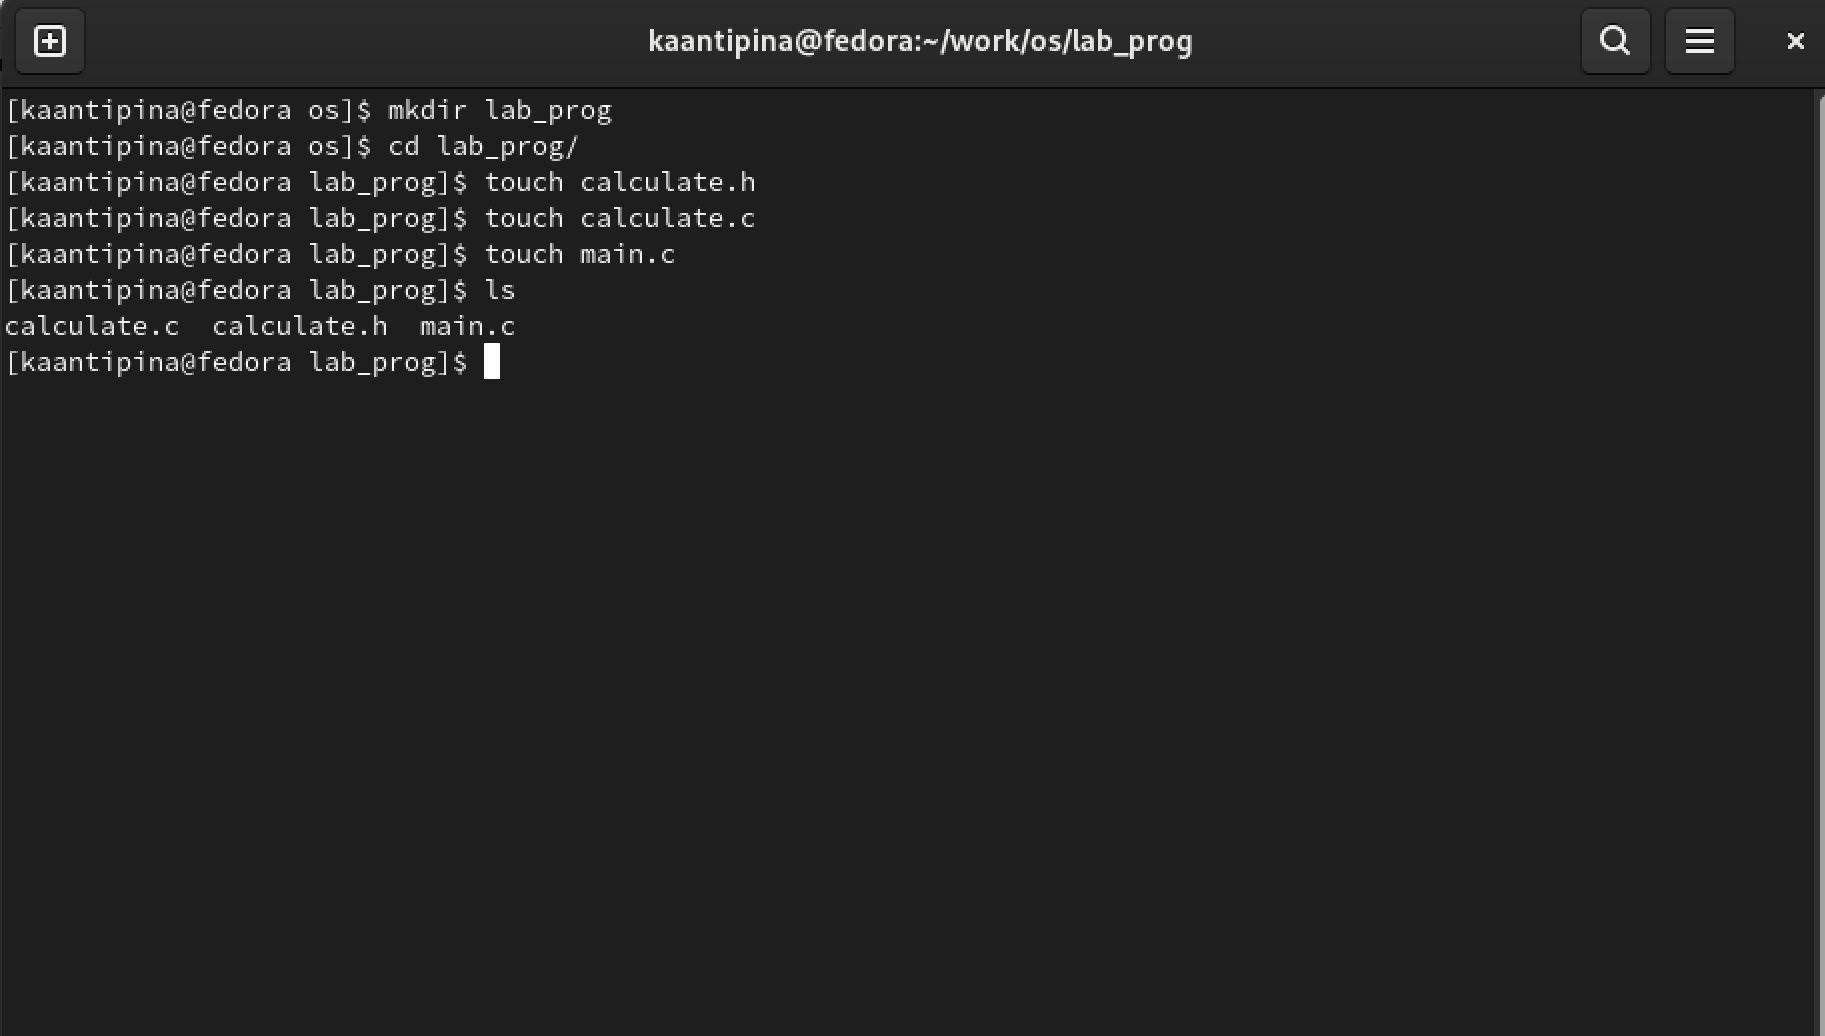 kaantipina@fedora:~/work/os/lab_prog
[kaantipina@fedora os]$ mkdir lab_prog
[kaantipina@fedora os]$ cd lab_prog/
[kaantipina@fedora lab_prog]$ touch calculate.h
[kaantipina@fedora lab_prog]$ touch calculate.c
[kaantipina@fedora lab_prog]$ touch main.c
[kaantipina@fedora lab_prog]$ ls
calculate.c  calculate.h  main.c
[kaantipina@fedora lab_prog]$